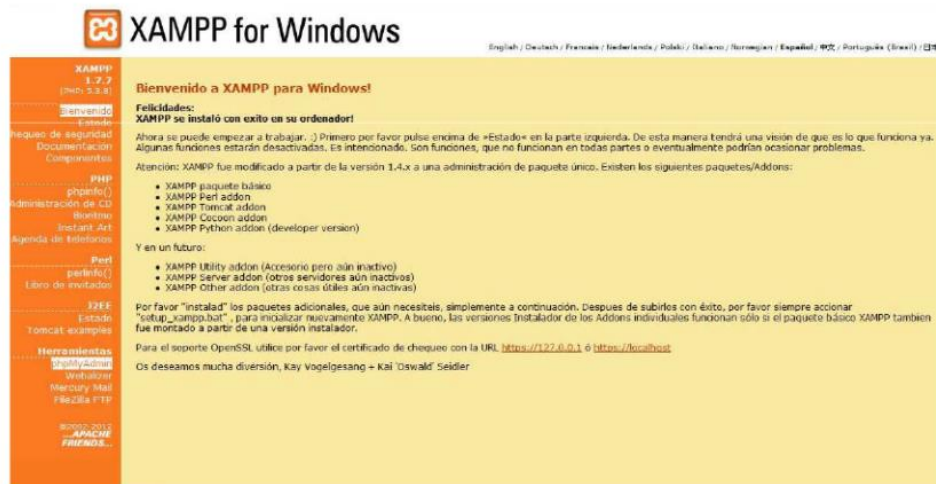 XAMPP for Windows
English / Deutsch / Francais / Nederlands / Polski / Italiano / Norwegian / Español / 中文 / Português (Brasil) /
XAMPP
1.7.7
[PHP: 5.3.8]
Bienvenido
Estado
hequeo de seguridad
Documentación
Componentes
PHP
phpinfo()
Administración de CD
Bioritmo
Instant Art
Agenda de telefonos
Perl
perlinfo()
Libro de invitados
J2EE
Estado
Tomcat examples
Herramientas
phpMyAdmin
Webalizer
Mercury Mail
FileZilla FTP
©2002-2012
...APACHE
FRIENDS...
Bienvenido a XAMPP para Windows!
Felicidades:
XAMPP se instaló con exito en su ordenador!
Ahora se puede empezar a trabajar. :) Primero por favor pulse encima de »Estado« en la parte izquierda. De esta manera tendrá una visión de que es lo que funciona ya.
Algunas funciones estarán desactivadas. Es intencionado. Son funciones, que no funcionan en todas partes o eventualmente podrían ocasionar problemas.
Atención: XAMPP fue modificado a partir de la versión 1.4.x a una administración de paquete único. Existen los siguientes paquetes/Addons:
• XAMPP paquete básico
• XAMPP Perl addon
• XAMPP Tomcat addon
• XAMPP Cocoon addon
• XAMPP Python addon (developer version)
Y en un futuro:
• XAMPP Utility addon (Accesorio pero aún inactivo)
• XAMPP Server addon (otros servidores aún inactivos)
• XAMPP Other addon (otras cosas útiles aún inactivas)
Por favor "instalad" los paquetes adicionales, que aún necesiteis, simplemente a continuación. Despues de subirlos con éxito, por favor siempre accionar
"setup_xampp.bat" , para inicializar nuevamente XAMPP. A bueno, las versiones Instalador de los Addons individuales funcionan sólo si el paquete básico XAMPP tambien
fue montado a partir de una versión instalador.
Para el soporte OpenSSL utilice por favor el certificado de chequeo con la URL https://127.0.0.1 ó https://localhost
Os deseamos mucha diversión, Kay Vogelgesang + Kai 'Oswald' Seidler